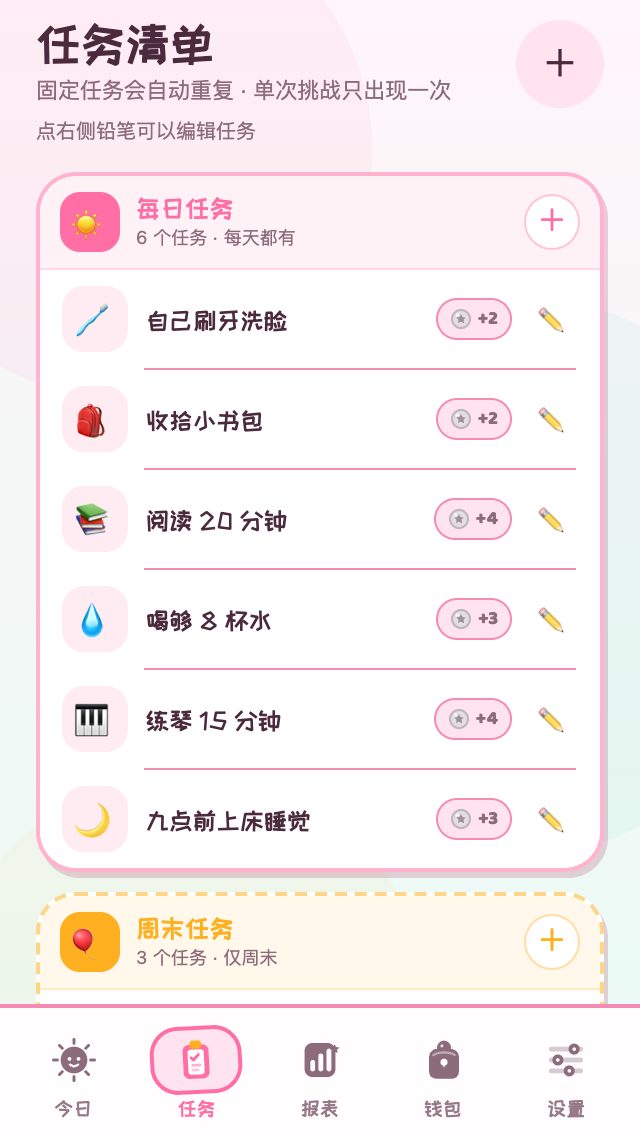 任务清单
固定任务会自动重复 · 单次挑战只出现一次
点右侧铅笔可以编辑任务
每日任务
6 个任务 · 每天都有
自己刷牙洗脸 +2
收拾小书包 +2
阅读 20 分钟 +4
喝够 8 杯水 +3
练琴 15 分钟 +4
九点前上床睡觉 +3
周末任务
3 个任务 · 仅周末
今日 任务 报表 钱包 设置